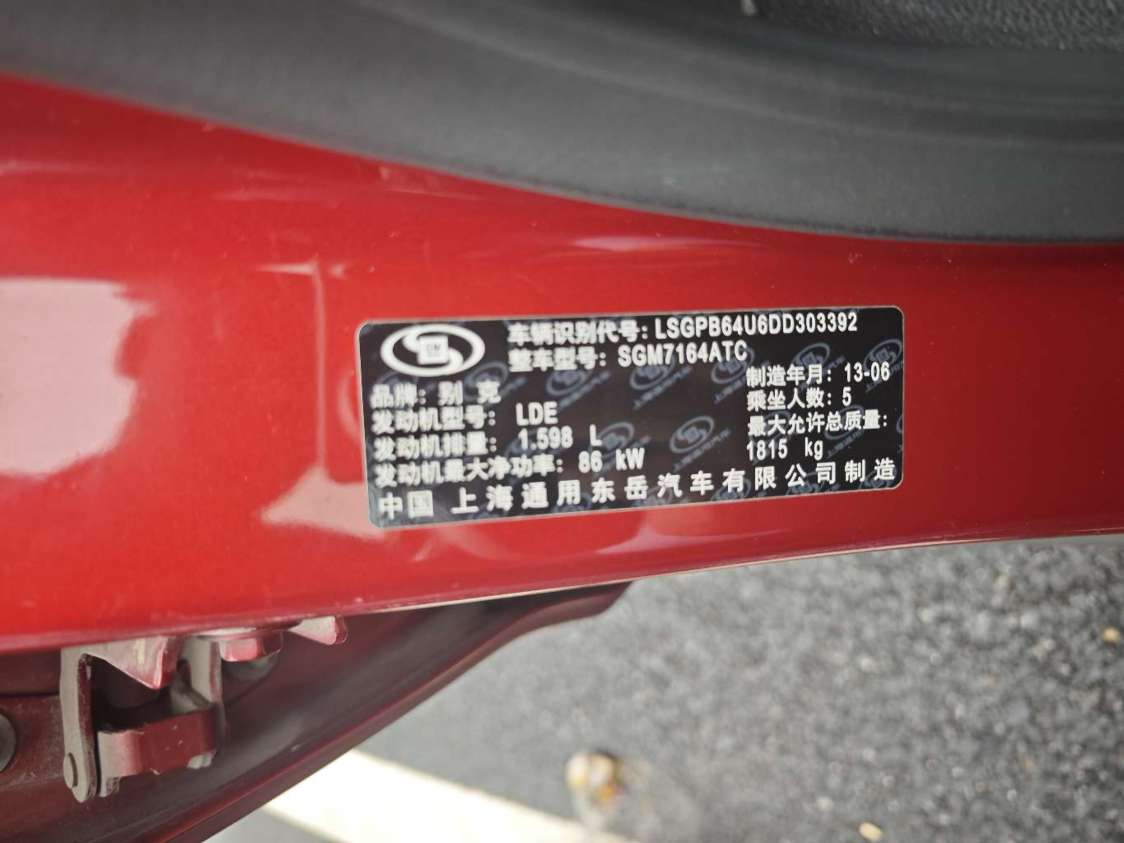 GM
车辆识别代号: LSGPB64U6DD303392
整车型号: SGM7164ATC
品牌: 别 克
制造年月: 13-06
发动机型号: LDE
乘坐人数: 5
发动机排量: 1.598 L
最大允许总质量:
1815 kg
发动机最大净功率: 86 kW
中国 上海通用东岳汽车有限公司制造